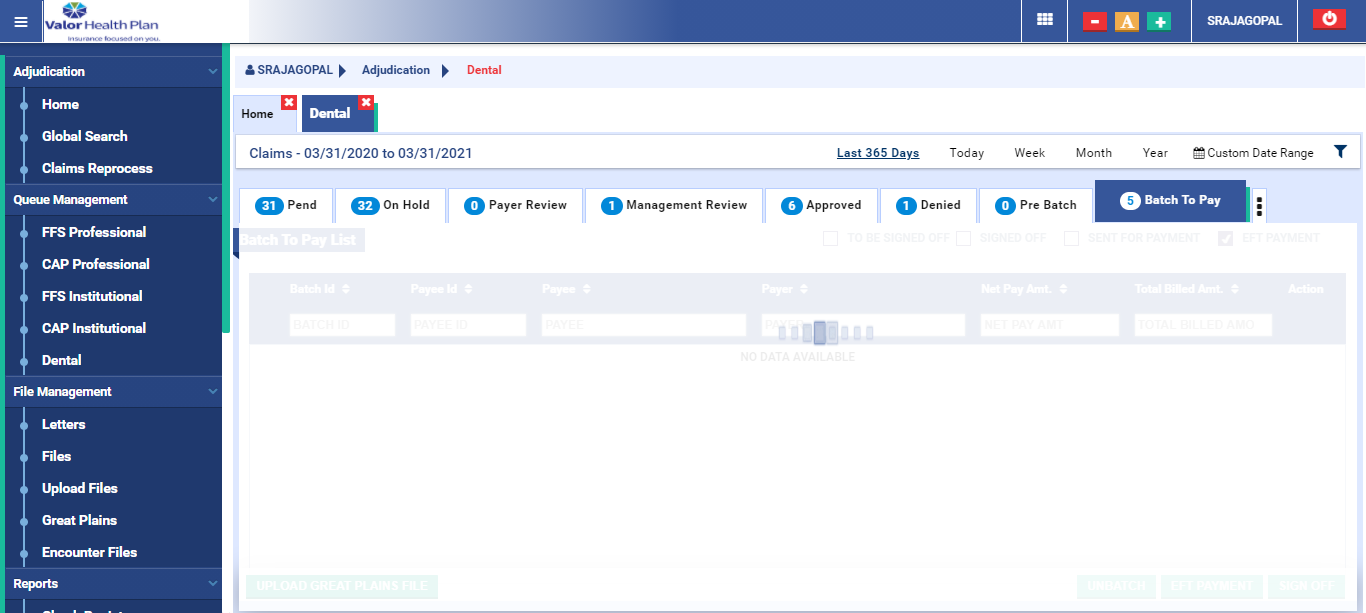 Valor Health Plan
Insurance focused on you.
A
SRAJAGOPAL
Adjudication
Home
Global Search
Claims Reprocess
Queue Management
FFS Professional
CAP Professional
FFS Institutional
CAP Institutional
Dental
File Management
Letters
Files
Upload Files
Great Plains
Encounter Files
Reports
SRAJAGOPAL Adjudication Dental
Home Dental
Claims - 03/31/2020 to 03/31/2021 Last 365 Days Today Week Month Year Custom Date Range
31 Pend 32 On Hold 0 Payer Review 1 Management Review 6 Approved 1 Denied 0 Pre Batch 5 Batch To Pay
Batch To Pay List TO BE SIGNED OFF SIGNED OFF SENT FOR PAYMENT EFT PAYMENT
Batch Id Payee Id Payee Payer Net Pay Amt. Total Billed Amt. Action
BATCH ID PAYEE ID PAYEE PAYER NET PAY AMT TOTAL BILLED AMO
NO DATA AVAILABLE
UPLOAD GREAT PLAINS FILE UNBATCH EFT PAYMENT SIGN OFF